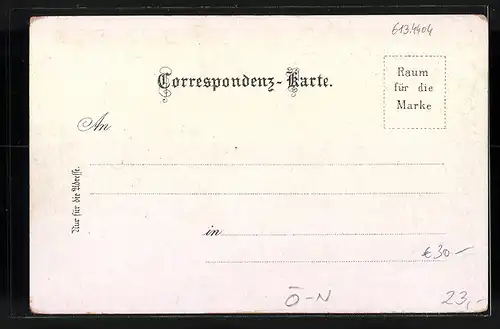 613.4404
Correspondenz-Karte.
Raum
für die
Marke
An
Nur für die Adresse.
in
€30-
Ō-N
23,-